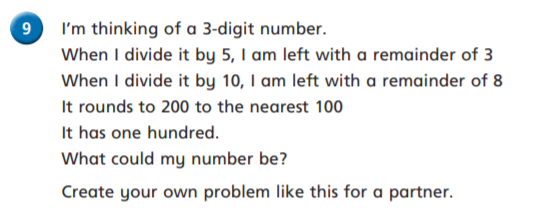 9 I'm thinking of a 3-digit number.
When I divide it by 5, I am left with a remainder of 3
When I divide it by 10, I am left with a remainder of 8
It rounds to 200 to the nearest 100
It has one hundred.
What could my number be?
Create your own problem like this for a partner.